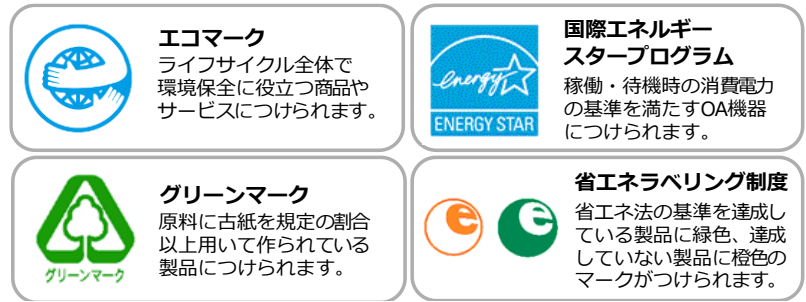 エコマーク
ライフサイクル全体で
環境保全に役立つ商品や
サービスにつけられます。
energy
ENERGY STAR
国際エネルギー
スタープログラム
稼働・待機時の消費電力
の基準を満たすOA機器
につけられます。
グリーンマーク
グリーンマーク
原料に古紙を規定の割合
以上用いて作られている
製品につけられます。
e
e
省エネラベリング制度
省エネ法の基準を達成し
ている製品に緑色、達成
していない製品に橙色の
マークがつけられます。